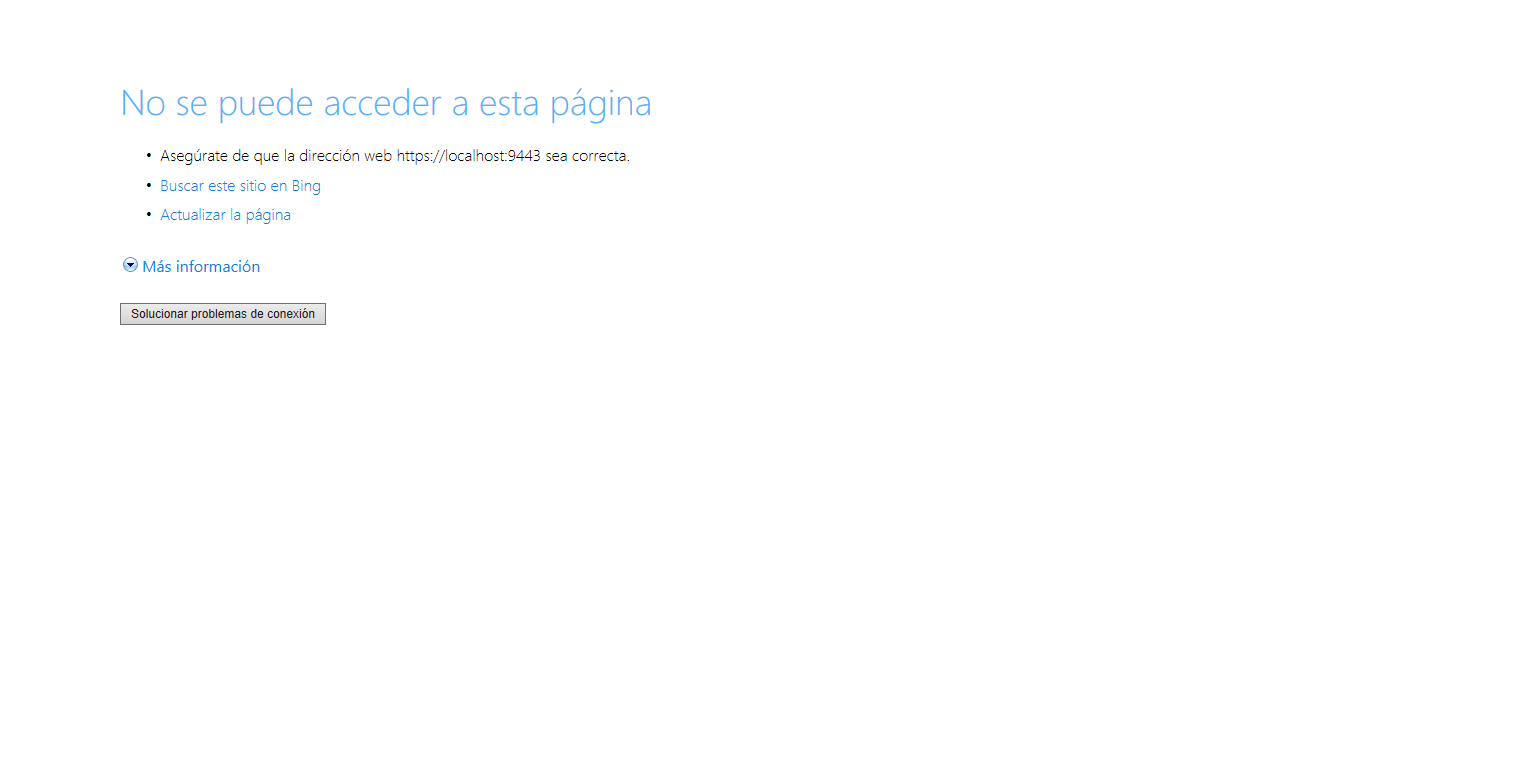 No se puede acceder a esta página
• Asegúrate de que la dirección web https://localhost:9443 sea correcta.
• Buscar este sitio en Bing
• Actualizar la página
Más información
Solucionar problemas de conexión